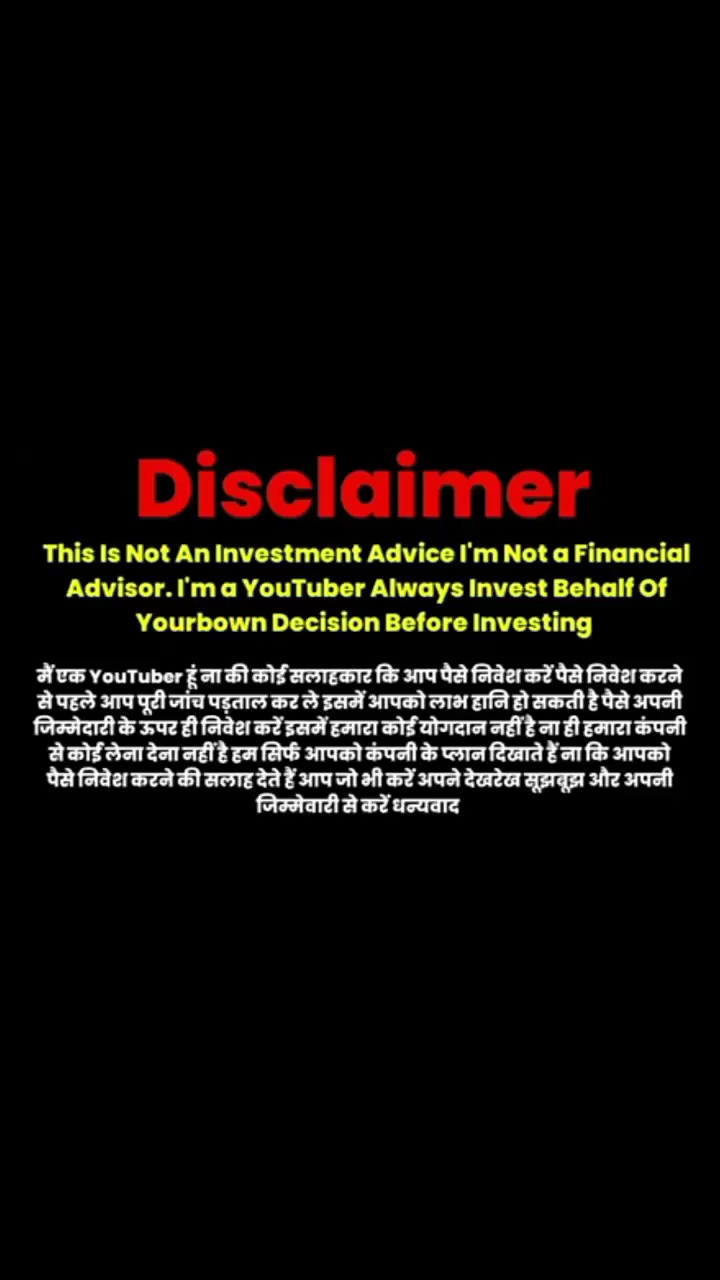 Disclaimer
This Is Not An Investment Advice I'm Not a Financial
Advisor. I'm a YouTuber Always Invest Behalf Of
Yourbown Decision Before Investing
मैं एक YouTuber हूं ना की कोई सलाहकार कि आप पैसे निवेश करें पैसे निवेश करने
से पहले आप पूरी जांच पड़ताल कर ले इसमें आपको लाभ हानि हो सकती है पैसे अपनी
जिम्मेदारी के ऊपर ही निवेश करें इसमें हमारा कोई योगदान नहीं है ना ही हमारा कंपनी
से कोई लेना देना नहीं है हम सिर्फ आपको कंपनी के प्लान दिखाते हैं ना कि आपको
पैसे निवेश करने की सलाह देते हैं आप जो भी करें अपने देखरेख सूझबूझ और अपनी
जिम्मेवारी से करें धन्यवाद